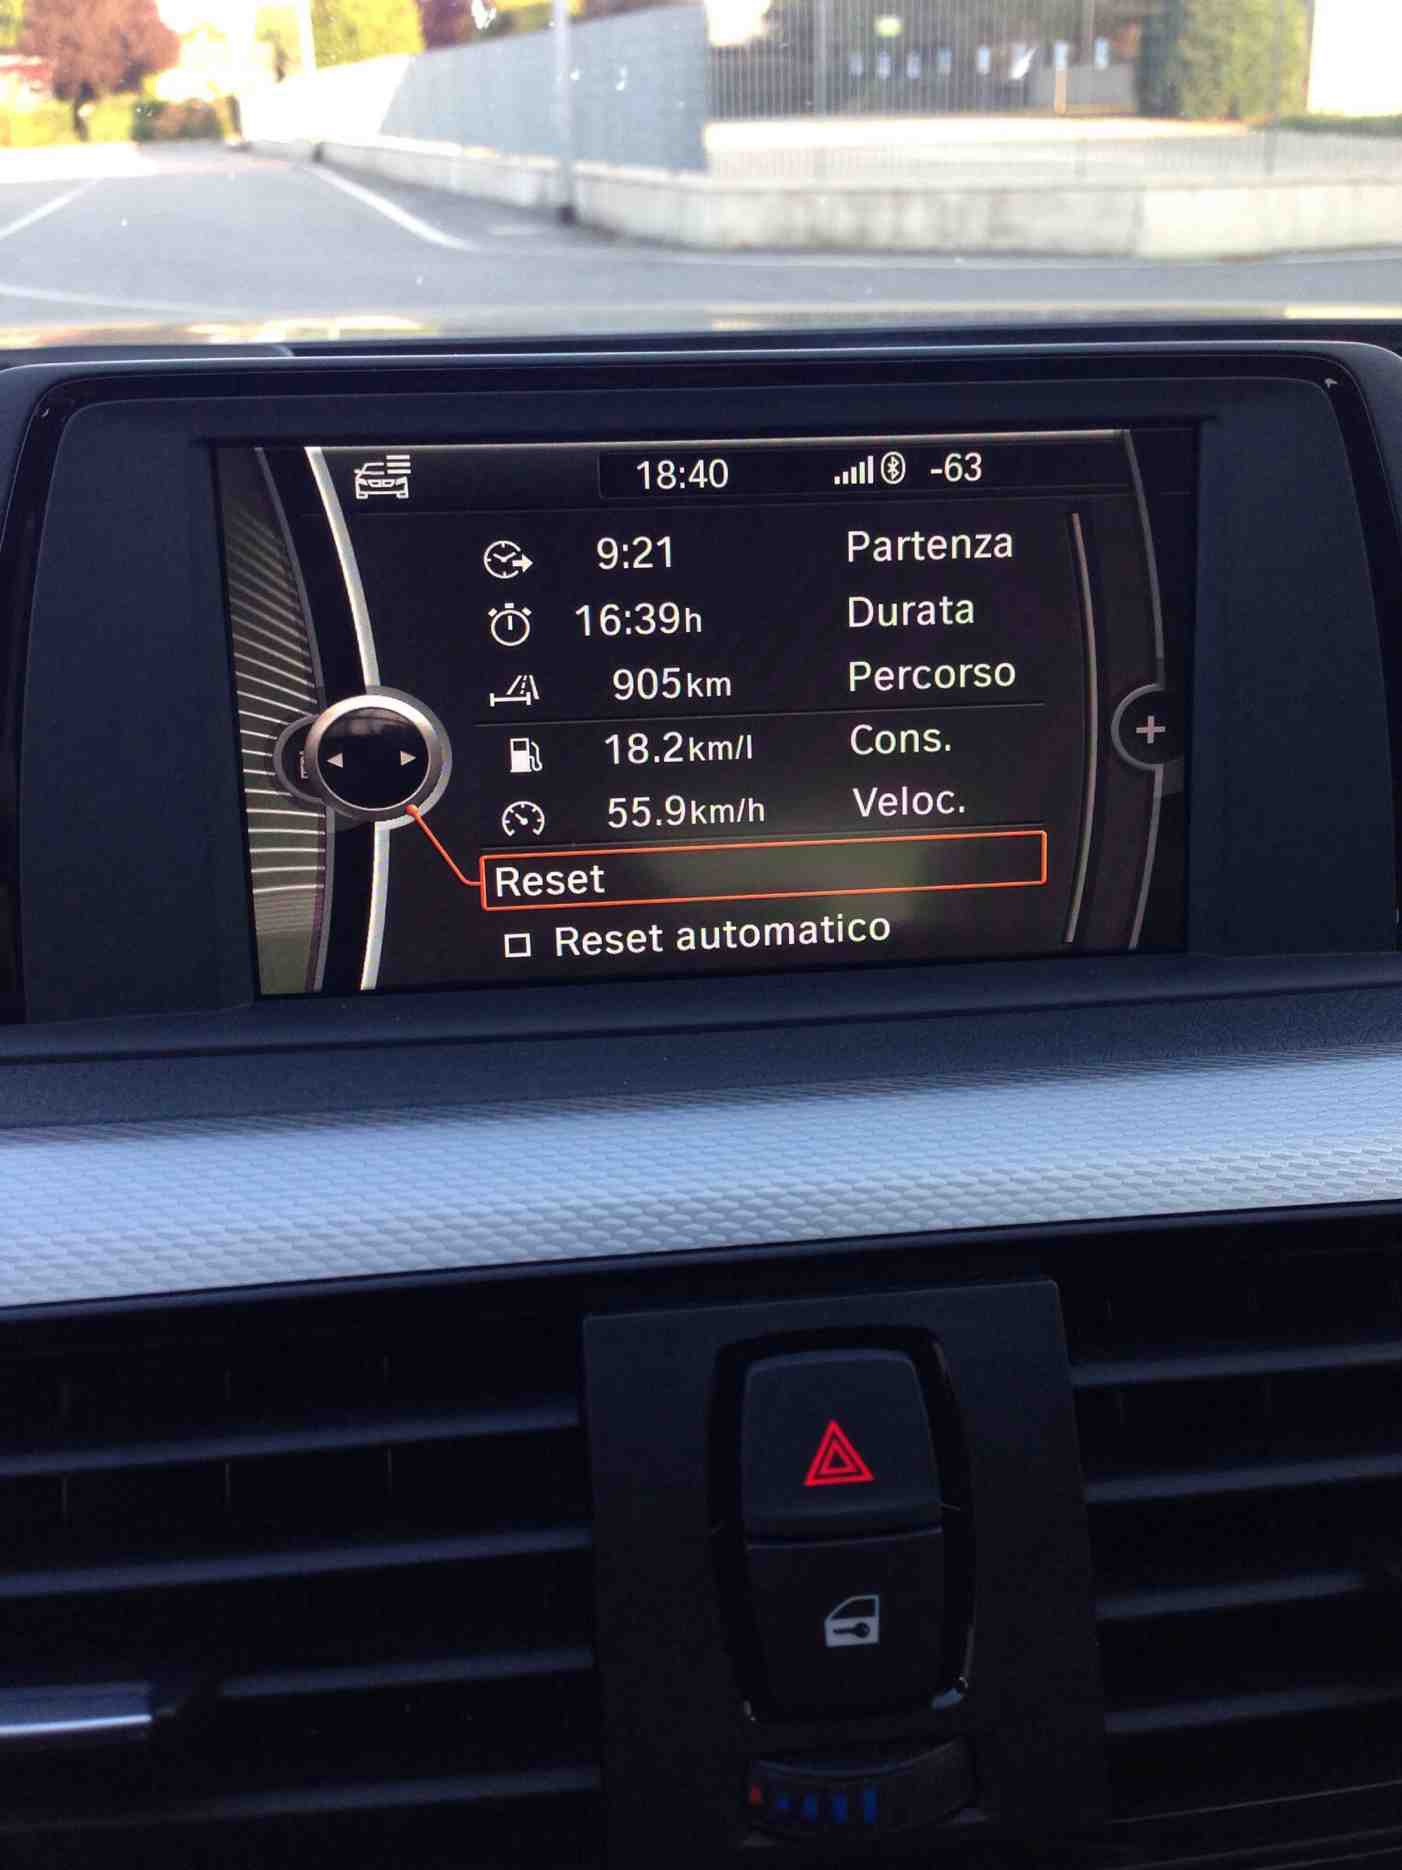 18:40 -63
9:21 Partenza
16:39h Durata
905km Percorso
18.2km/l Cons.
55.9km/h Veloc.
Reset
Reset automatico